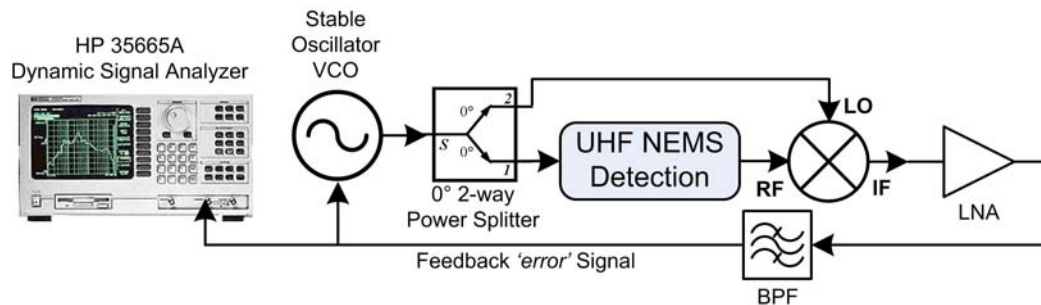 HP 35665A
Dynamic Signal Analyzer
Stable
Oscillator
VCO
S
0°
0°
2
1
0° 2-way
Power Splitter
UHF NEMS
Detection
LO
RF
IF
LNA
BPF
Feedback 'error' Signal